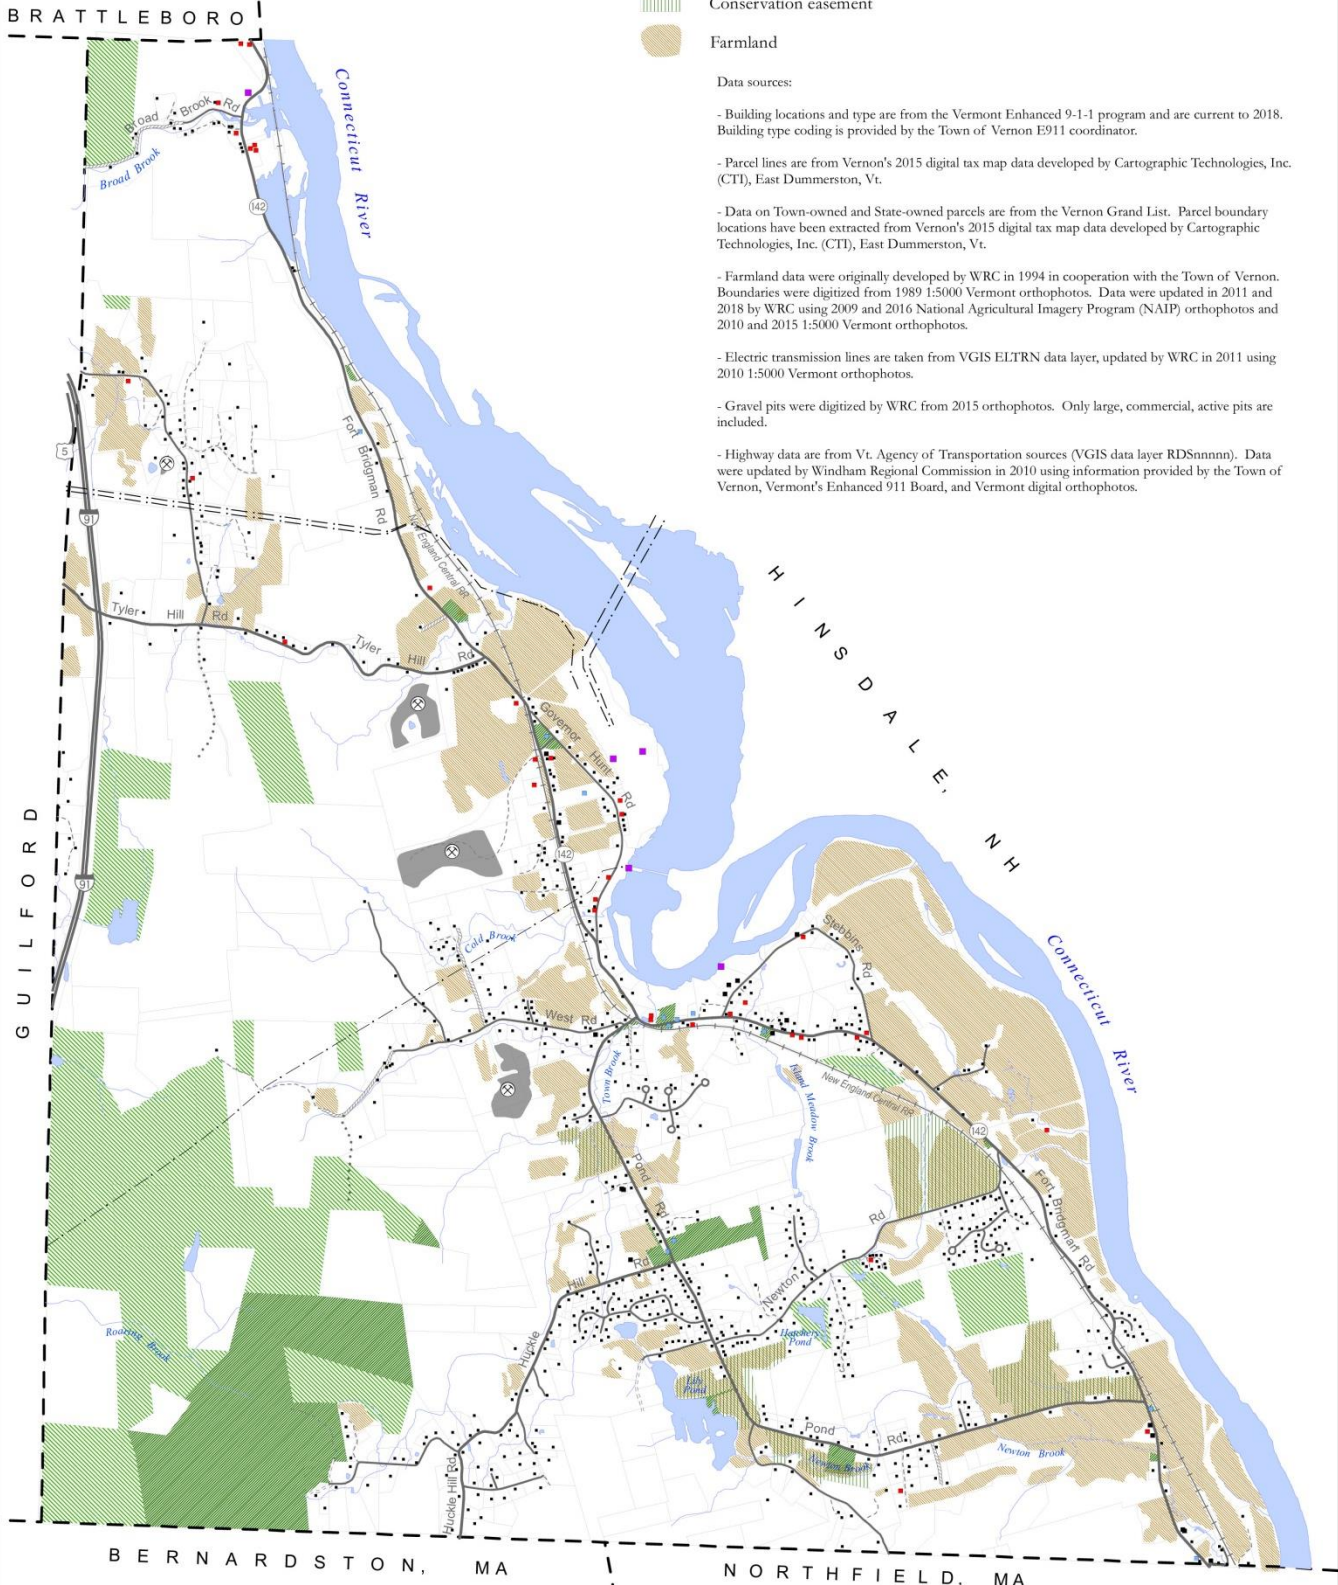 BRATTLEBORO
Conservation easement
Farmland
Data sources:
- Building locations and type are from the Vermont Enhanced 9-1-1 program and are current to 2018.
Building type coding is provided by the Town of Vernon E911 coordinator.
- Parcel lines are from Vernon's 2015 digital tax map data developed by Cartographic Technologies, Inc.
(CTI), East Dummerston, Vt.
- Data on Town-owned and State-owned parcels are from the Vernon Grand List. Parcel boundary
locations have been extracted from Vernon's 2015 digital tax map data developed by Cartographic
Technologies, Inc. (CTI), East Dummerston, Vt.
- Farmland data were originally developed by WRC in 1994 in cooperation with the Town of Vernon.
Boundaries were digitized from 1989 1:5000 Vermont orthophotos. Data were updated in 2011 and
2018 by WRC using 2009 and 2016 National Agricultural Imagery Program (NAIP) orthophotos and
2010 and 2015 1:5000 Vermont orthophotos.
- Electric transmission lines are taken from VGIS ELTRN data layer, updated by WRC in 2011 using
2010 1:5000 Vermont orthophotos.
- Gravel pits were digitized by WRC from 2015 orthophotos. Only large, commercial, active pits are
included.
- Highway data are from Vt. Agency of Transportation sources (VGIS data layer RDSnnnnn). Data
were updated by Windham Regional Commission in 2010 using information provided by the Town of
Vernon, Vermont's Enhanced 911 Board, and Vermont digital orthophotos.
Connecticut River
Broad Brook Rd
Broad Brook
142
5
Fort Bridgman Rd
91
New England Central RR
HINSDALE, NH
Tyler Hill Rd
Tyler Hill Rd
Governor Hunt Rd
GUILFORD
142
91
Stebbins Rd
Cold Brook
Connecticut River
West Rd
Town Brook
Island Meadow Brook
New England Central RR
142
Pond Rd
Fort Bridgman Rd
Rd
Newton
Huckle Hill Rd
Hatchery Pond
Roaring Brook
Lily Pond
Pond Rd
Newton Brook
Newton Brook
Huckle Hill Rd
BERNARDSTON, MA
NORTHFIELD, MA